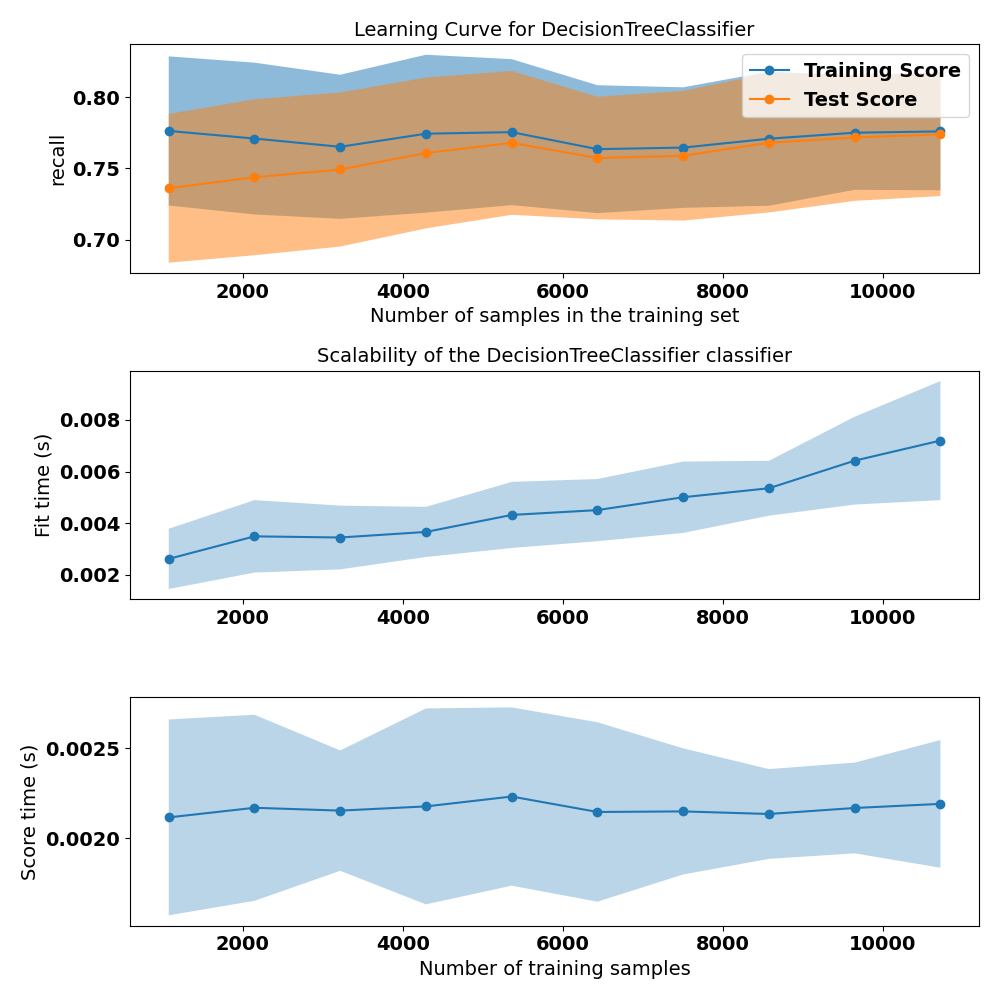 Learning Curve for DecisionTreeClassifier
Training Score
Test Score
0.80
0.75
0.70
recall
2000 4000 6000 8000 10000
Number of samples in the training set
Scalability of the DecisionTreeClassifier classifier
0.008
0.006
0.004
0.002
Fit time (s)
2000 4000 6000 8000 10000
0.0025
0.0020
Score time (s)
2000 4000 6000 8000 10000
Number of training samples